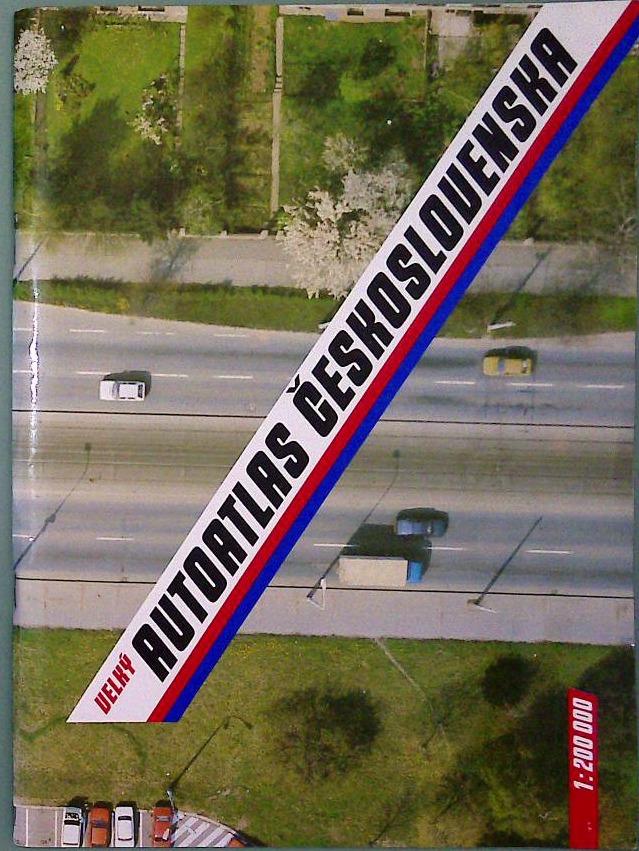 VELKÝ
AUTOATLAS ČESKOSLOVENSKA
1: 200 000